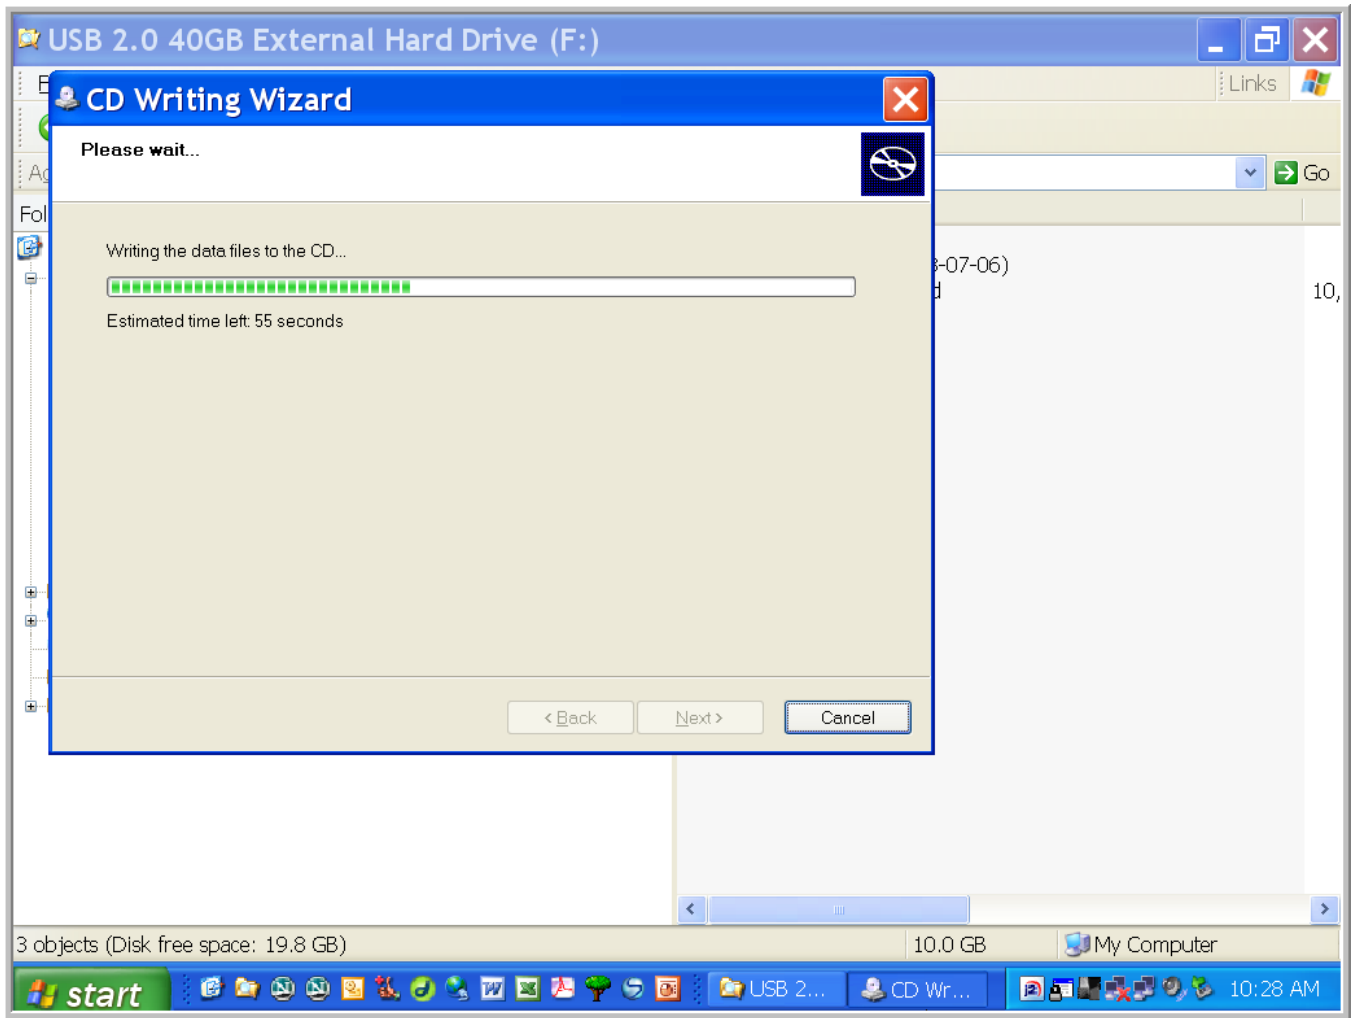 USB 2.0 40GB External Hard Drive (F:)
Links
CD Writing Wizard
Please wait...
Go
Fol
Writing the data files to the CD...
3-07-06)
d
10,
Estimated time left: 55 seconds
< Back
Next >
Cancel
3 objects (Disk free space: 19.8 GB)
10.0 GB
My Computer
start
USB 2...
CD Wr...
10:28 AM